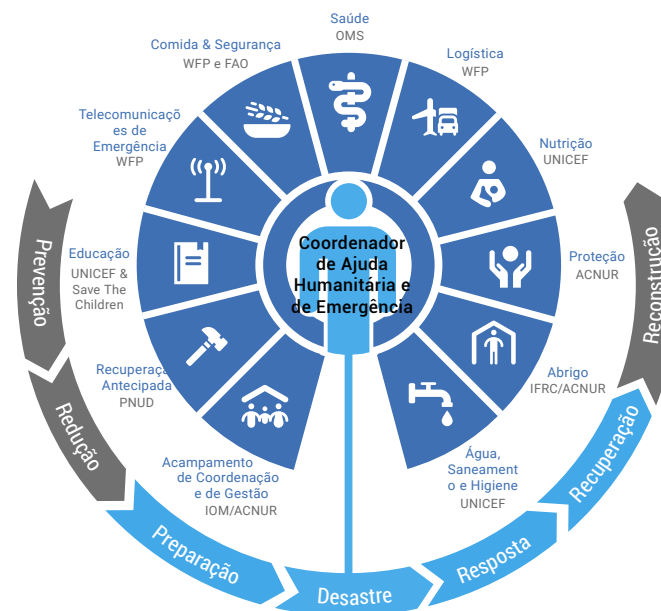 Saúde
OMS
Comida & Segurança
WFP e FAO
Logística
WFP
Telecomunicaçõ
es de
Emergência
WFP
Nutrição
UNICEF
Educação
UNICEF &
Save The
Children
Coordenador
de Ajuda
Humanitária e
de Emergência
Proteção
ACNUR
Recuperaça
Antecipada
PNUD
Abrigo
IFRC/ACNUR
Acampamento
de Coordenação
e de Gestão
IOM/ACNUR
Água,
Saneament
o e Higiene
UNICEF
Prevenção
Redução
Preparação
Desastre
Resposta
Recuperação
Reconstrução